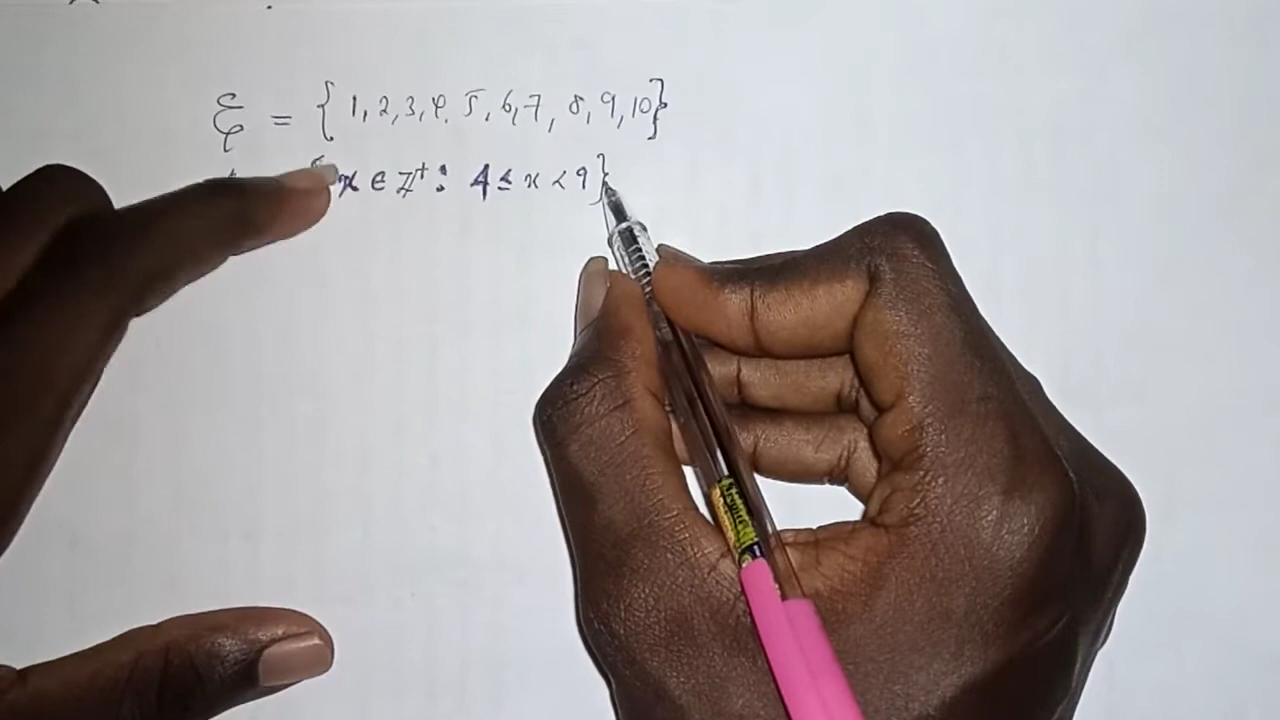 ξ = { 1, 2, 3, 4, 5, 6, 7, 8, 9, 10}
{x ∈ ℤ⁺ : 4 ≤ x < 9}